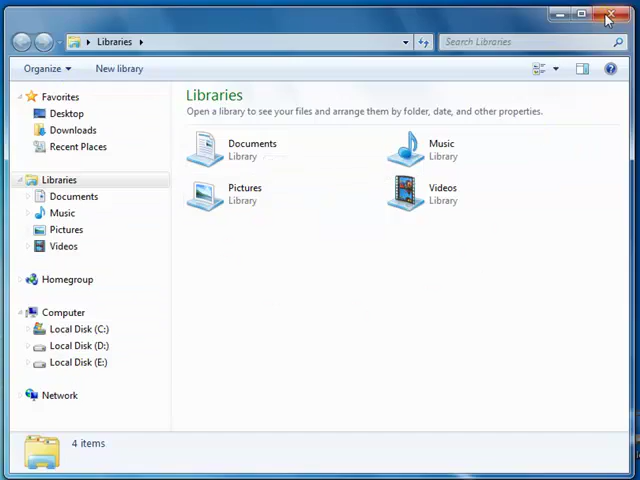 Libraries
Search Libraries
Organize
New library
Favorites
Desktop
Downloads
Recent Places
Libraries
Documents
Music
Pictures
Videos
Homegroup
Computer
Local Disk (C:)
Local Disk (D:)
Local Disk (E:)
Network
Libraries
Open a library to see your files and arrange them by folder, date, and other properties.
Documents
Library
Music
Library
Pictures
Library
Videos
Library
4 items